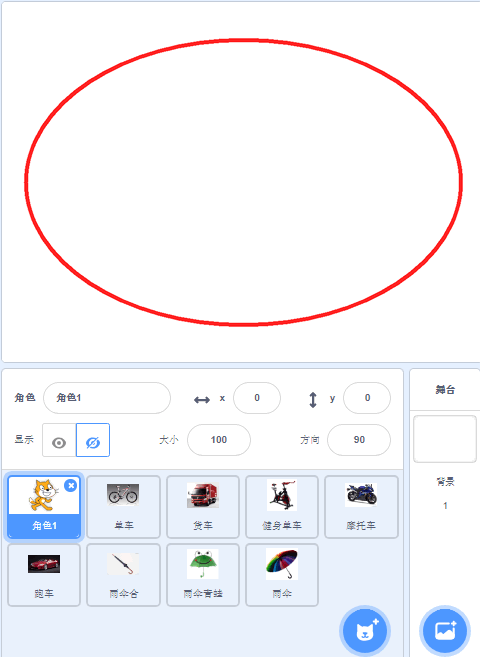 角色 角色1 x 0 y 0
显示 大小 100 方向 90
舞台
背景
1
角色1 单车 货车 健身单车 摩托车
跑车 雨伞合 雨伞青蛙 雨伞